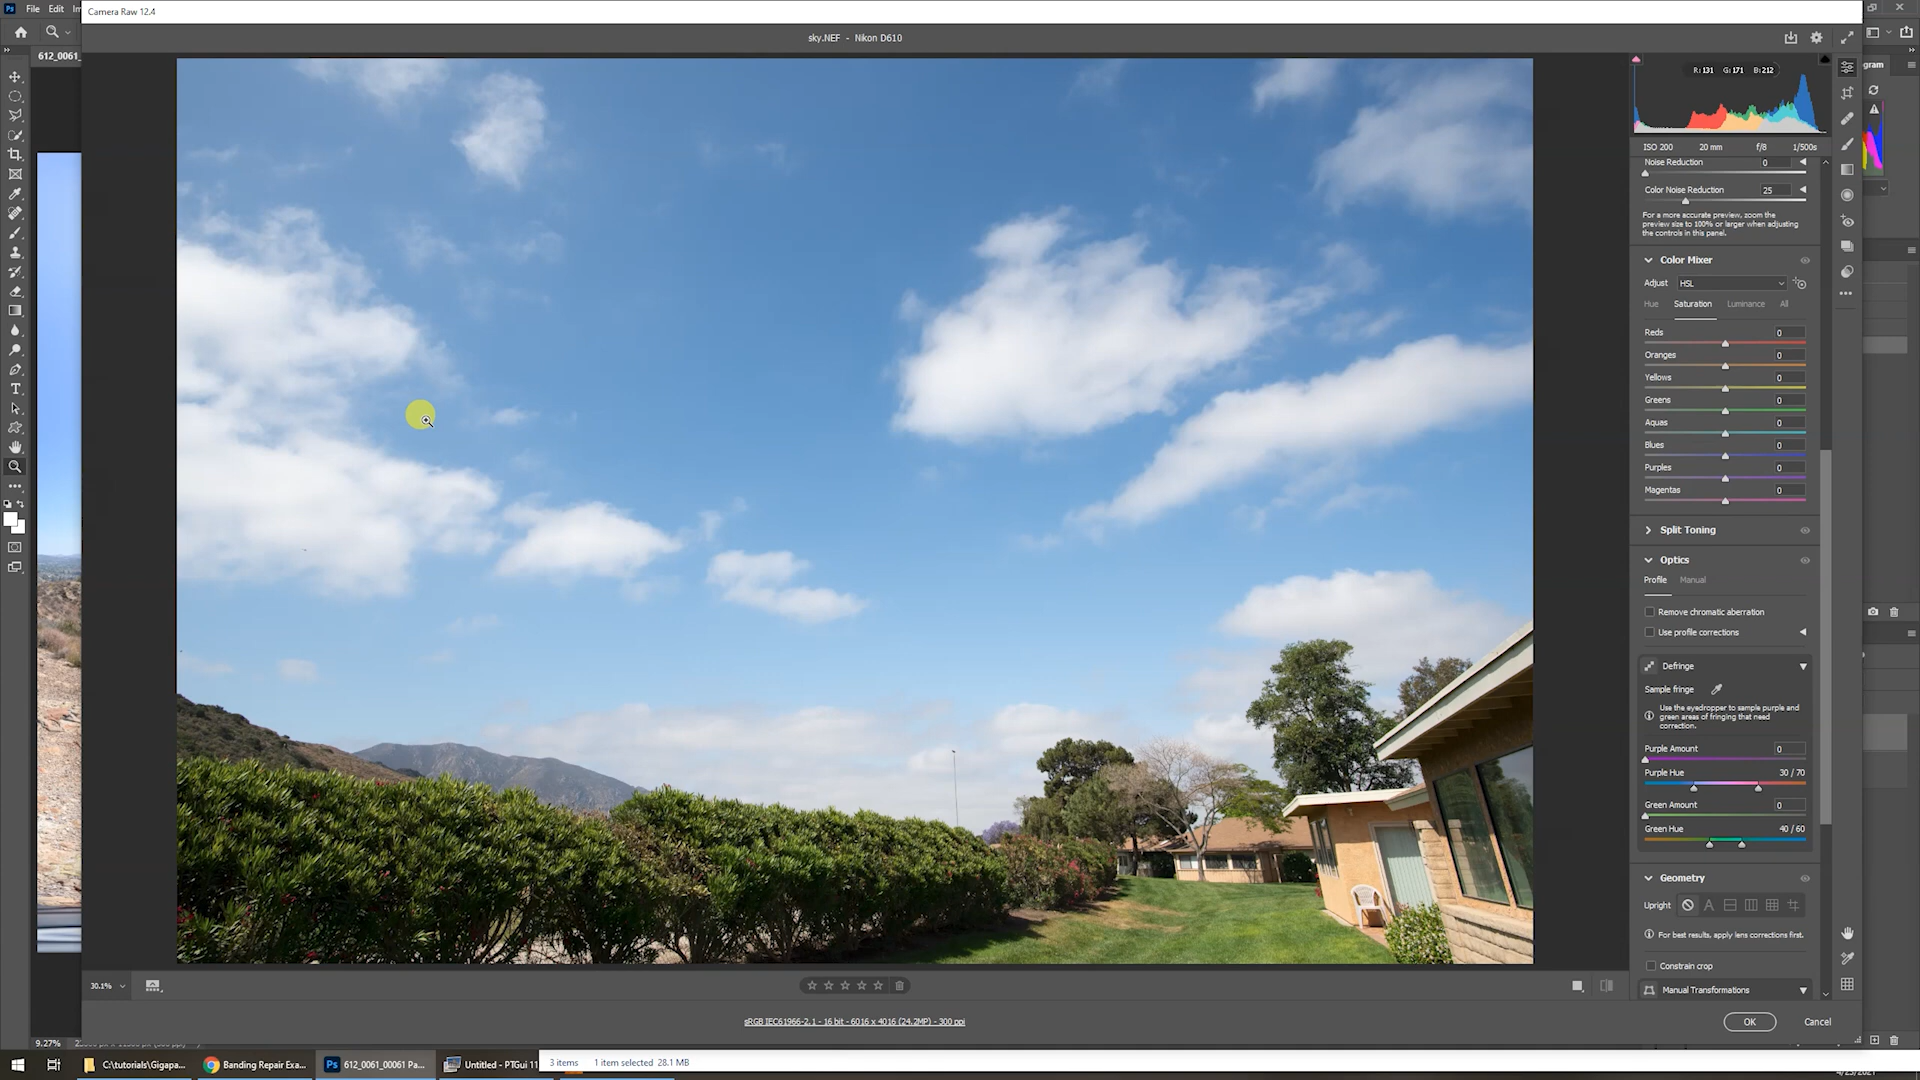 Camera Raw 12.4
File Edit Im
sky.NEF - Nikon D610
612_0061_
gram
R: 131 G: 171 B: 212
ISO 200 20 mm f/8 1/500s
Noise Reduction 0
Color Noise Reduction 25
For a more accurate preview, zoom the
preview size to 100% or larger when adjusting
the controls in this panel.
Color Mixer
Adjust HSL
Hue Saturation Luminance All
Reds 0
Oranges 0
Yellows 0
Greens 0
Aquas 0
Blues 0
Purples 0
Magentas 0
Split Toning
Optics
Profile Manual
Remove chromatic aberration
Use profile corrections
Defringe
Sample fringe
Use the eyedropper to sample purple and
green areas of fringing that need
correction.
Purple Amount 0
Purple Hue 30 / 70
Green Amount 0
Green Hue 40 / 60
Geometry
Upright
For best results, apply lens corrections first.
Constrain crop
Manual Transformations
30.1%
sRGB IEC61966-2.1 - 16 bit - 6016 x 4016 (24.2MP) - 300 ppi
OK Cancel
9.27%
C:\tutorials\Gigapa...
Banding Repair Exa...
612_0061_00061 Pa...
Untitled - PTGui 11
3 items 1 item selected 28.1 MB